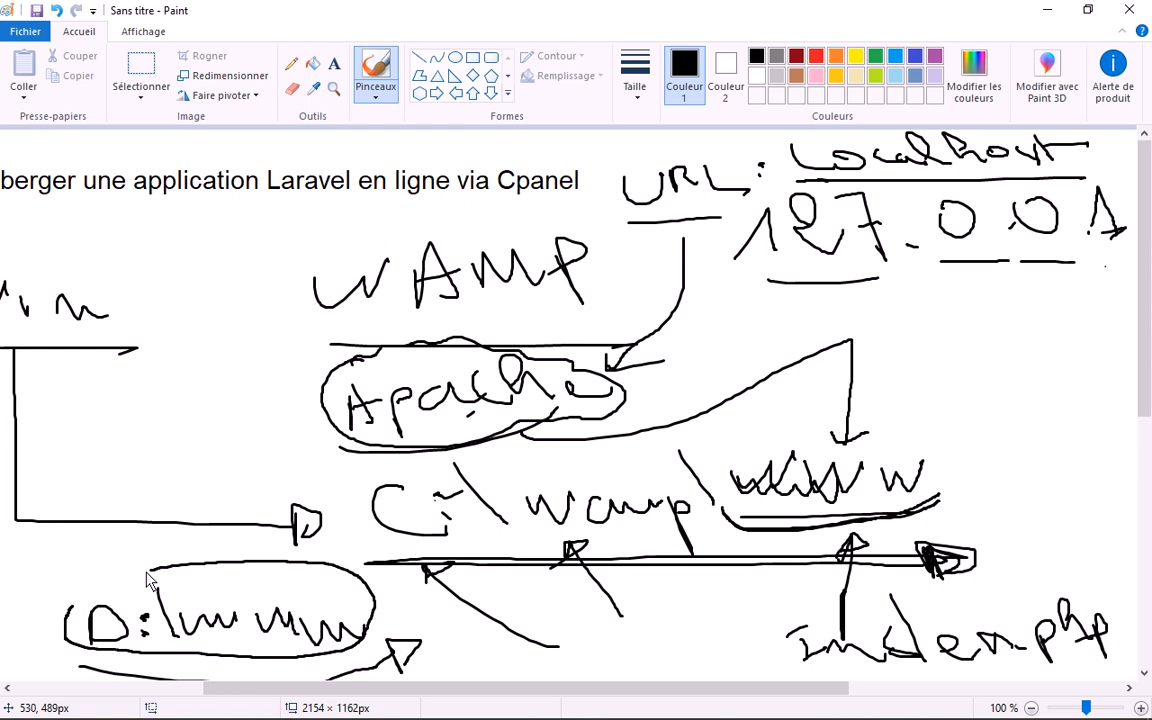 Sans titre - Paint
Fichier Accueil Affichage
Coller
Couper
Copier
Presse-papiers
Sélectionner
Rogner
Redimensionner
Faire pivoter
Image
A
Outils
Pinceaux
Formes
Contour
Remplissage
Taille
Couleur 1
Couleur 2
Couleurs
Modifier les couleurs
Modifier avec Paint 3D
Alerte de produit
berger une application Laravel en ligne via Cpanel
URL : Localhost
127.0 0.1
WAMP
Apache
C:\ wamp\ www
D:\www
index.php
530, 489px
2154 × 1162px
100 %